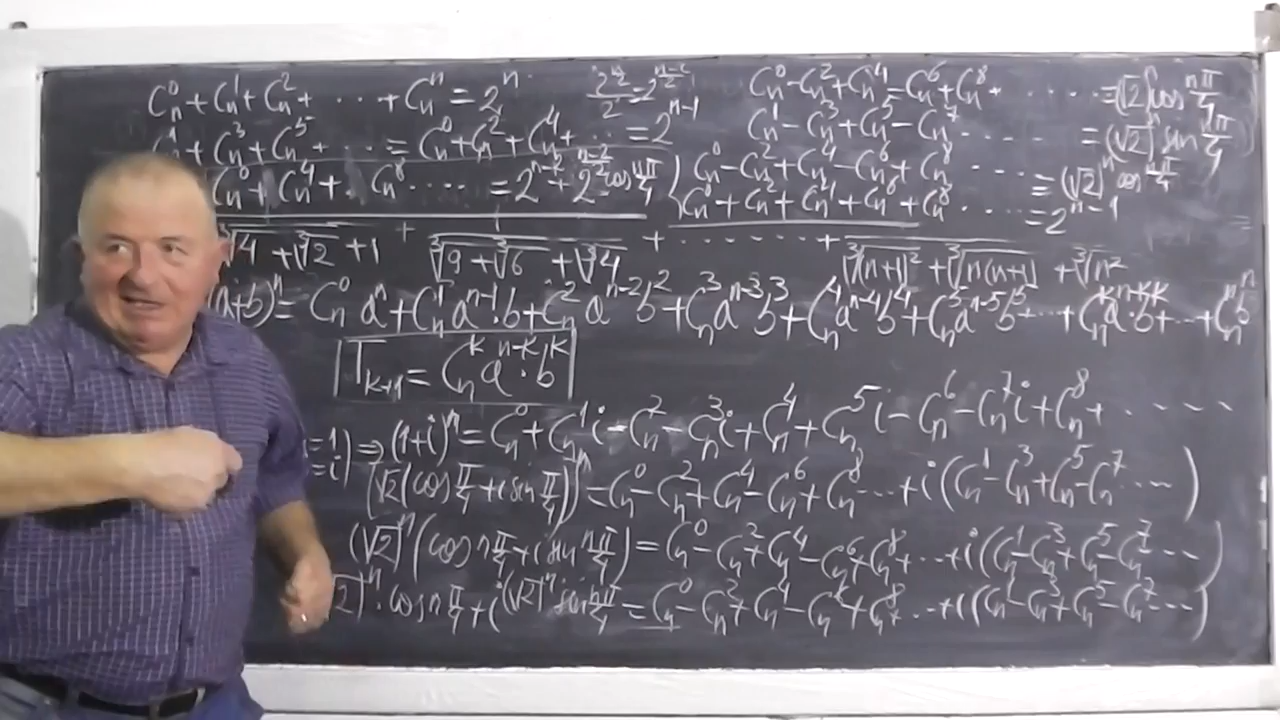 C_n^0 + C_n^1 + C_n^2 + · · · + C_n^n = 2^n
2^{n/2}/2 = 2^{(n-2)/2}
C_n^0 - C_n^2 + C_n^4 - C_n^6 + C_n^8 + · · · · = (√2)^n cos nπ/4
C_n^1 + C_n^3 + C_n^5 + · · · = C_n^0 + C_n^2 + C_n^4 + · · · = 2^{n-1}
C_n^1 - C_n^3 + C_n^5 - C_n^7 · · · · = (√2)^n sin nπ/4
C_n^0 + C_n^4 + · C_n^8 · · · · = 2^{n-2} + 2^{(n-2)/2} cos nπ/4
C_n^0 - C_n^2 + C_n^4 - C_n^6 + C_n^8 · · · · = (√2)^n cos nπ/4
C_n^0 + C_n^2 + C_n^4 + C_n^6 + C_n^8 · · · · = 2^{n-1}
∛4 + ∛2 + 1 + 1/(∛9 + ∛6 + ∛4) + · · · · · · + 1/(∛(n+1)² + ∛n(n+1) + ∛n²)
(a+b)^n = C_n^0 a^n + C_n^1 a^{n-1}·b + C_n^2 a^{n-2}b^2 + C_n^3 a^{n-3}b^3 + C_n^4 a^{n-4}b^4 + C_n^5 a^{n-5}b^5 + ··· + C_n^k a^{n-k}·b^k + ··· + C_n^n b^n
T_{k+1} = C_n^k a^{n-k}·b^k
=1
=i) ⇒ (1+i)^n = C_n^0 + C_n^1 i - C_n^2 - C_n^3 i + C_n^4 + C_n^5 i - C_n^6 - C_n^7 i + C_n^8 + · · · · ·
(√2(cos π/4 + i sin π/4))^n = C_n^0 - C_n^2 + C_n^4 - C_n^6 + C_n^8 ··· + i(C_n^1 - C_n^3 + C_n^5 - C_n^7 ····)
(√2)^n (cos nπ/4 + i sin nπ/4) = C_n^0 - C_n^2 + C_n^4 - C_n^6 + C_n^8 + ··· + i(C_n^1 - C_n^3 + C_n^5 - C_n^7 ···)
2)^n · cos nπ/4 + i(√2)^n sin nπ/4 = C_n^0 - C_n^2 + C_n^4 - C_n^6 + C_n^8 + ··· + i(C_n^1 - C_n^3 + C_n^5 - C_n^7 ···)